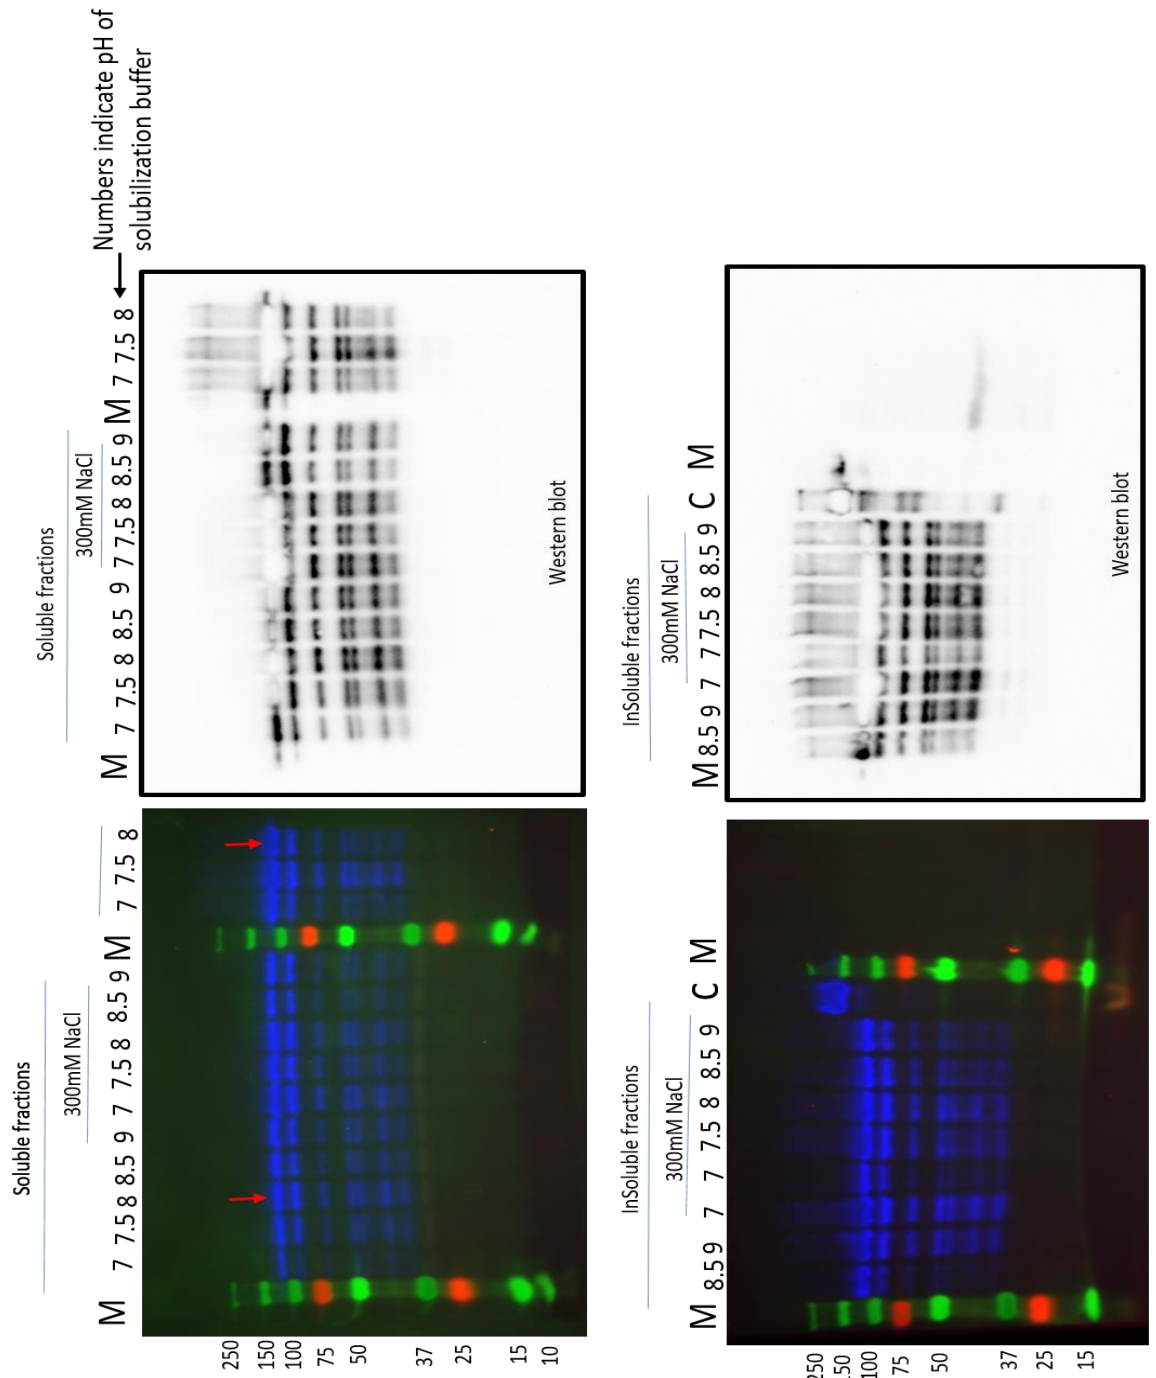 Soluble fractions
300mM NaCl
M 7 7.5 8 8.5 9 7 7.5 8 8.5 9 M 7 7.5 8
250
150
100
75
50
37
25
15
10
Soluble fractions
300mM NaCl
M 7 7.5 8 8.5 9 7 7.5 8 8.5 9 M 7 7.5 8
Numbers indicate pH of
solubilization buffer
Western blot
InSoluble fractions
300mM NaCl
M 8.5 9 7 7 7.5 8 8.5 9 C M
250
150
100
75
50
37
25
15
InSoluble fractions
300mM NaCl
M 8.5 9 7 7 7.5 8 8.5 9 C M
Western blot